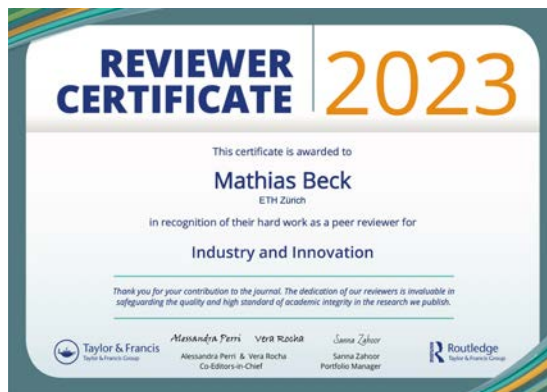 REVIEWER
CERTIFICATE
2023
This certificate is awarded to
Mathias Beck
ETH Zürich
in recognition of their hard work as a peer reviewer for
Industry and Innovation
Thank you for your contribution to the journal. The dedication of our reviewers is invaluable in
safeguarding the quality and high standard of academic integrity in the research we publish.
Alessandra Perri Vera Rocha
Sanna Zahoor
Taylor & Francis
Taylor & Francis Group
Alessandra Perri & Vera Rocha
Co-Editors-in-Chief
Sanna Zahoor
Portfolio Manager
Routledge
Taylor & Francis Group